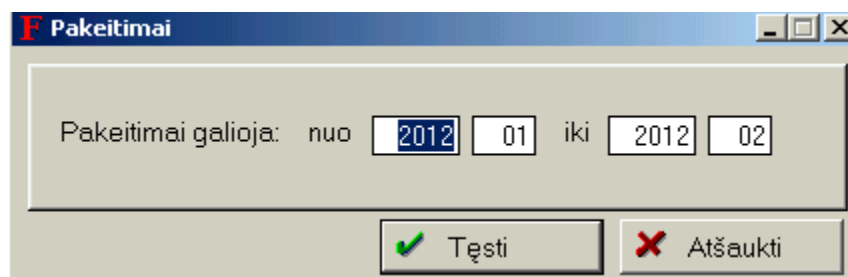 F Pakeitimai
Pakeitimai galioja: nuo 2012 01 iki 2012 02
Tęsti Atšaukti